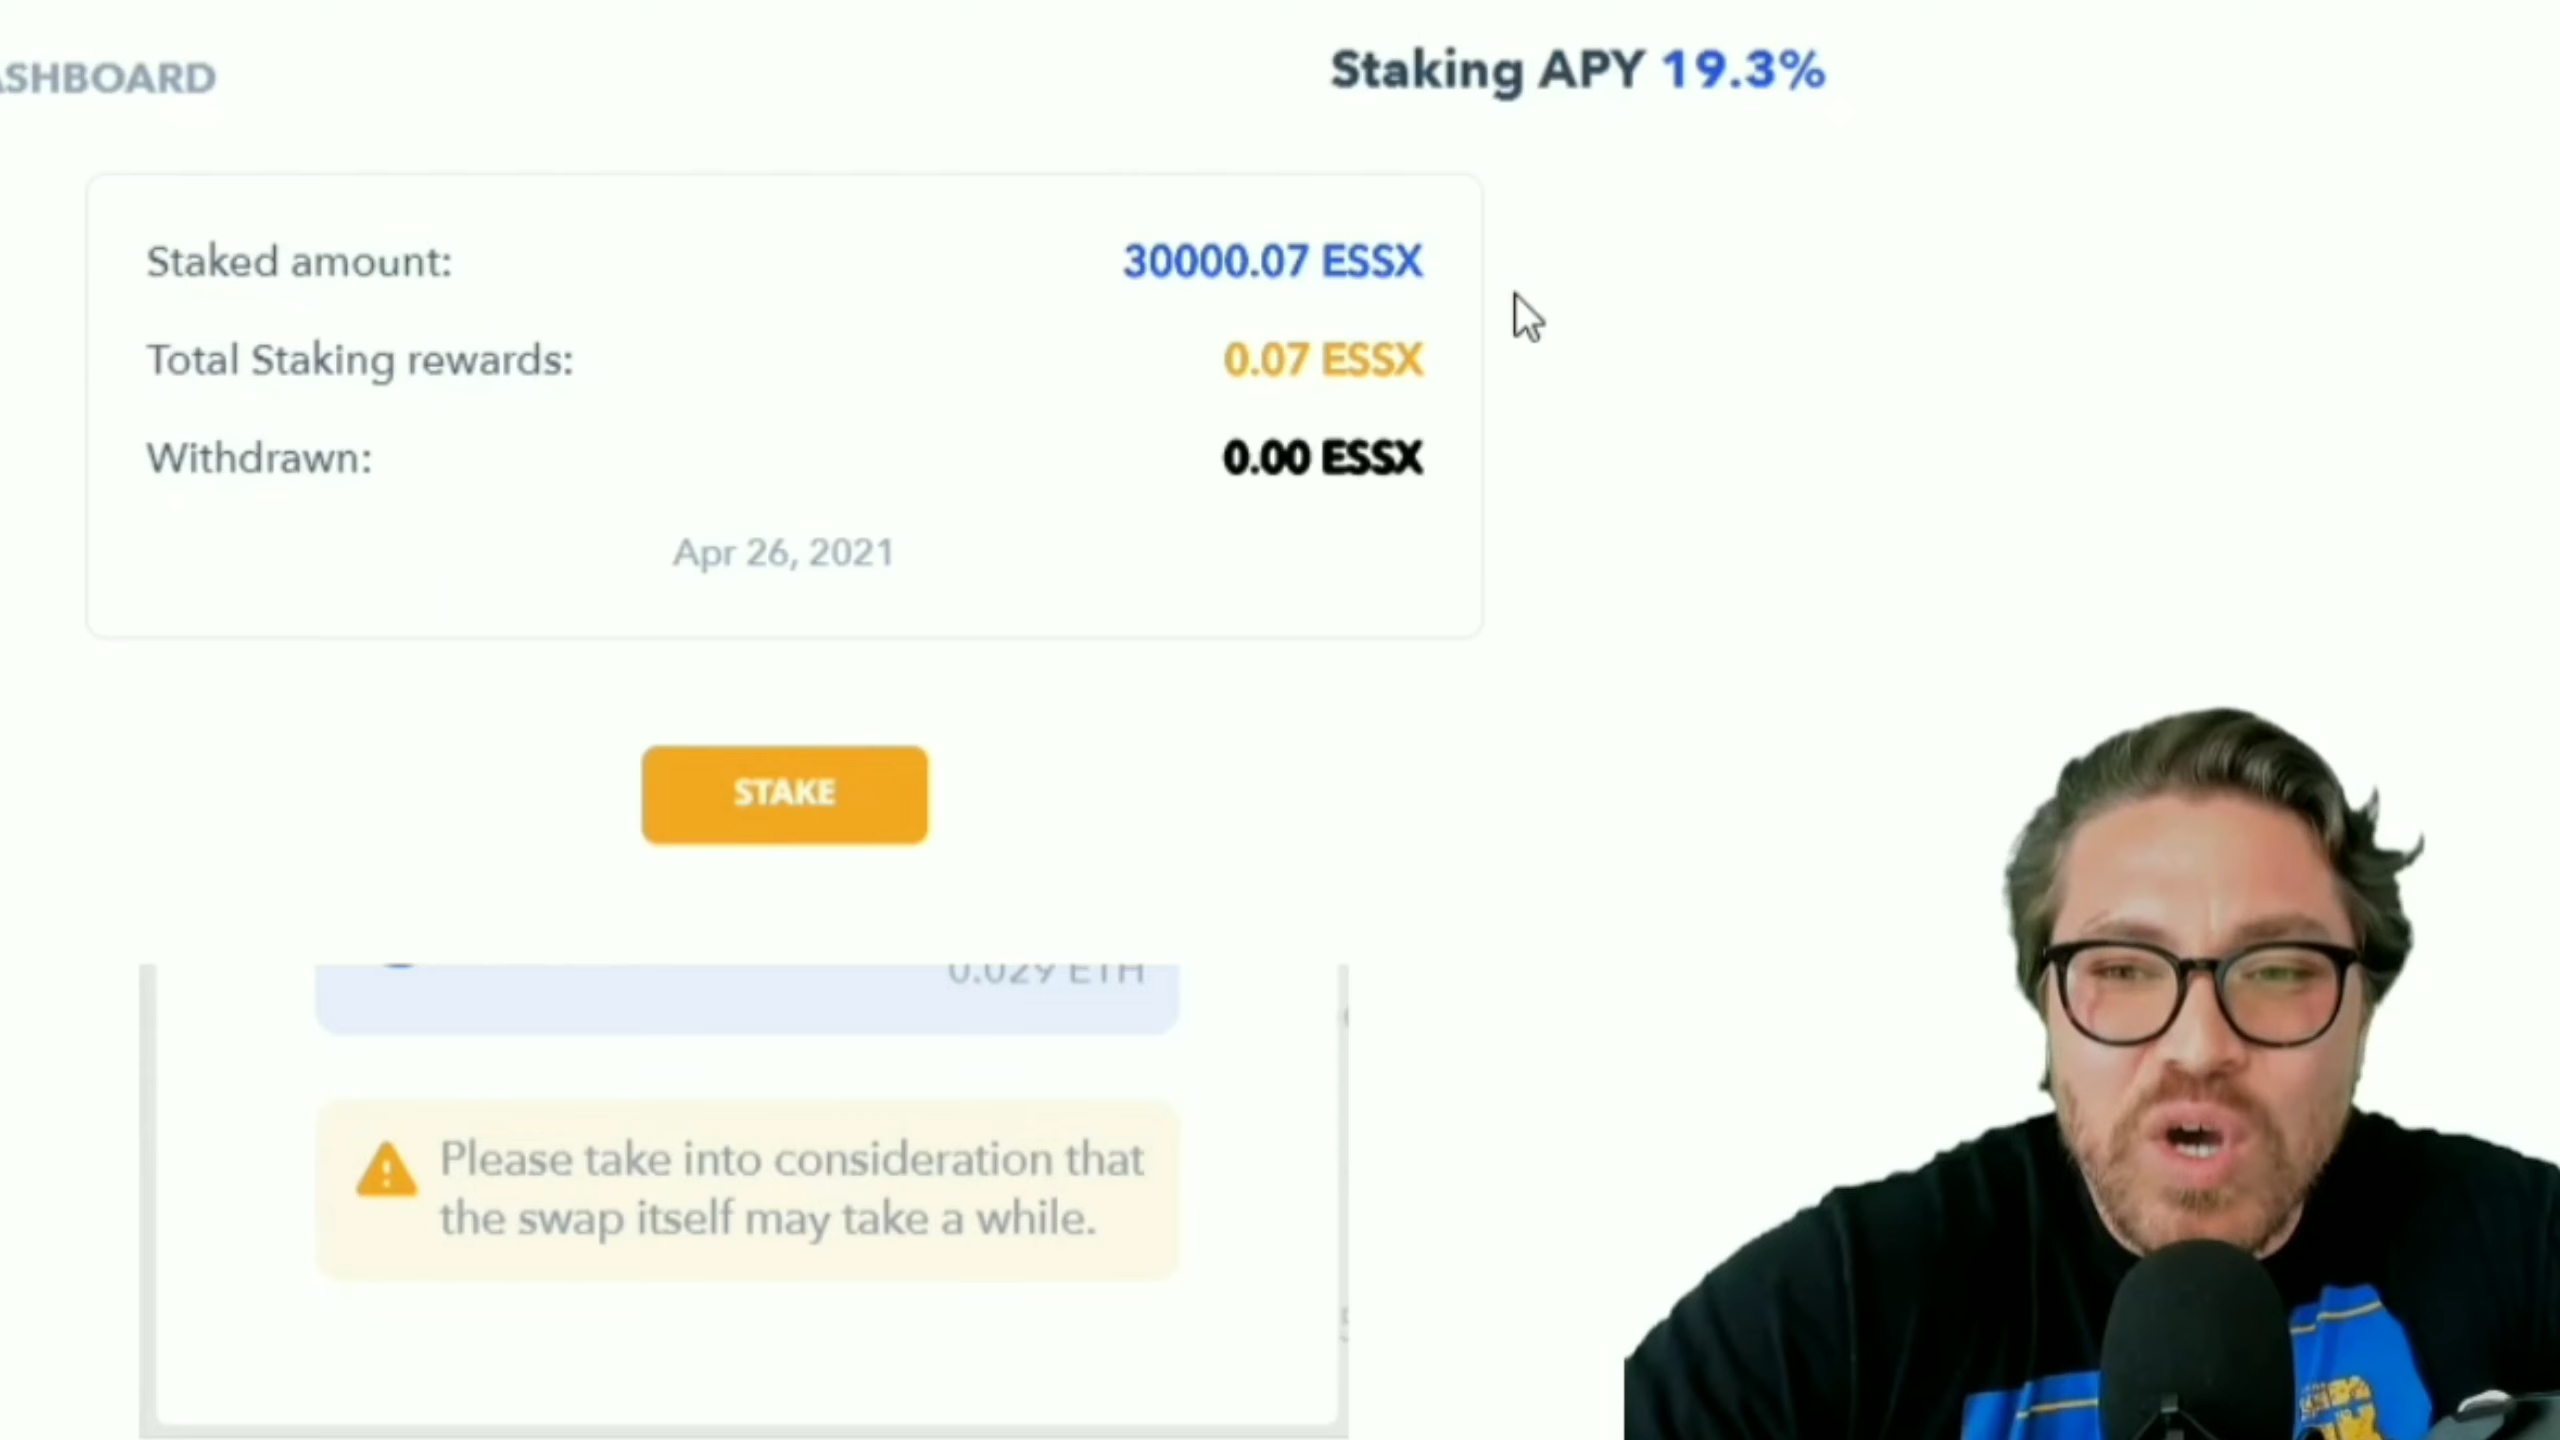 ASHBOARD
Staking APY 19.3%
Staked amount: 30000.07 ESSX
Total Staking rewards: 0.07 ESSX
Withdrawn: 0.00 ESSX
Apr 26, 2021
STAKE
0.029 ETH
Please take into consideration that
the swap itself may take a while.